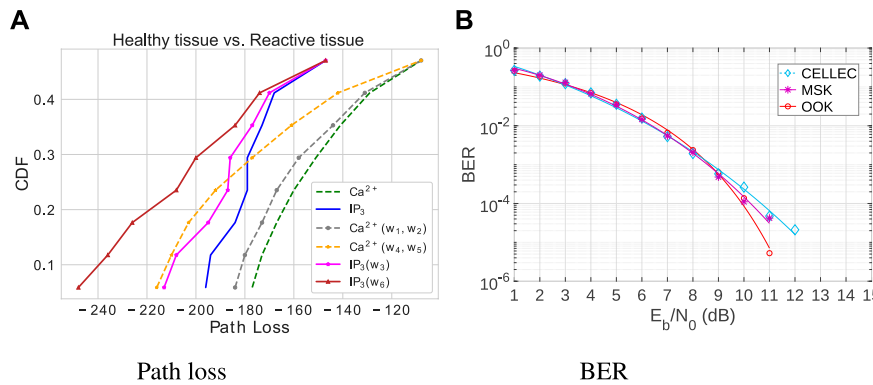 A
Healthy tissue vs. Reactive tissue
CDF
0.4
0.3
0.2
0.1
Ca²⁺
IP₃
Ca²⁺(w₁, w₂)
Ca²⁺(w₄, w₅)
IP₃(w₃)
IP₃(w₆)
−240 −220 −200 −180 −160 −140 −120
Path Loss
Path loss
B
BER
10⁰
10⁻²
10⁻⁴
10⁻⁶
CELLEC
MSK
OOK
1 2 3 4 5 6 7 8 9 10 11 12 13 14 15
E_b/N₀ (dB)
BER